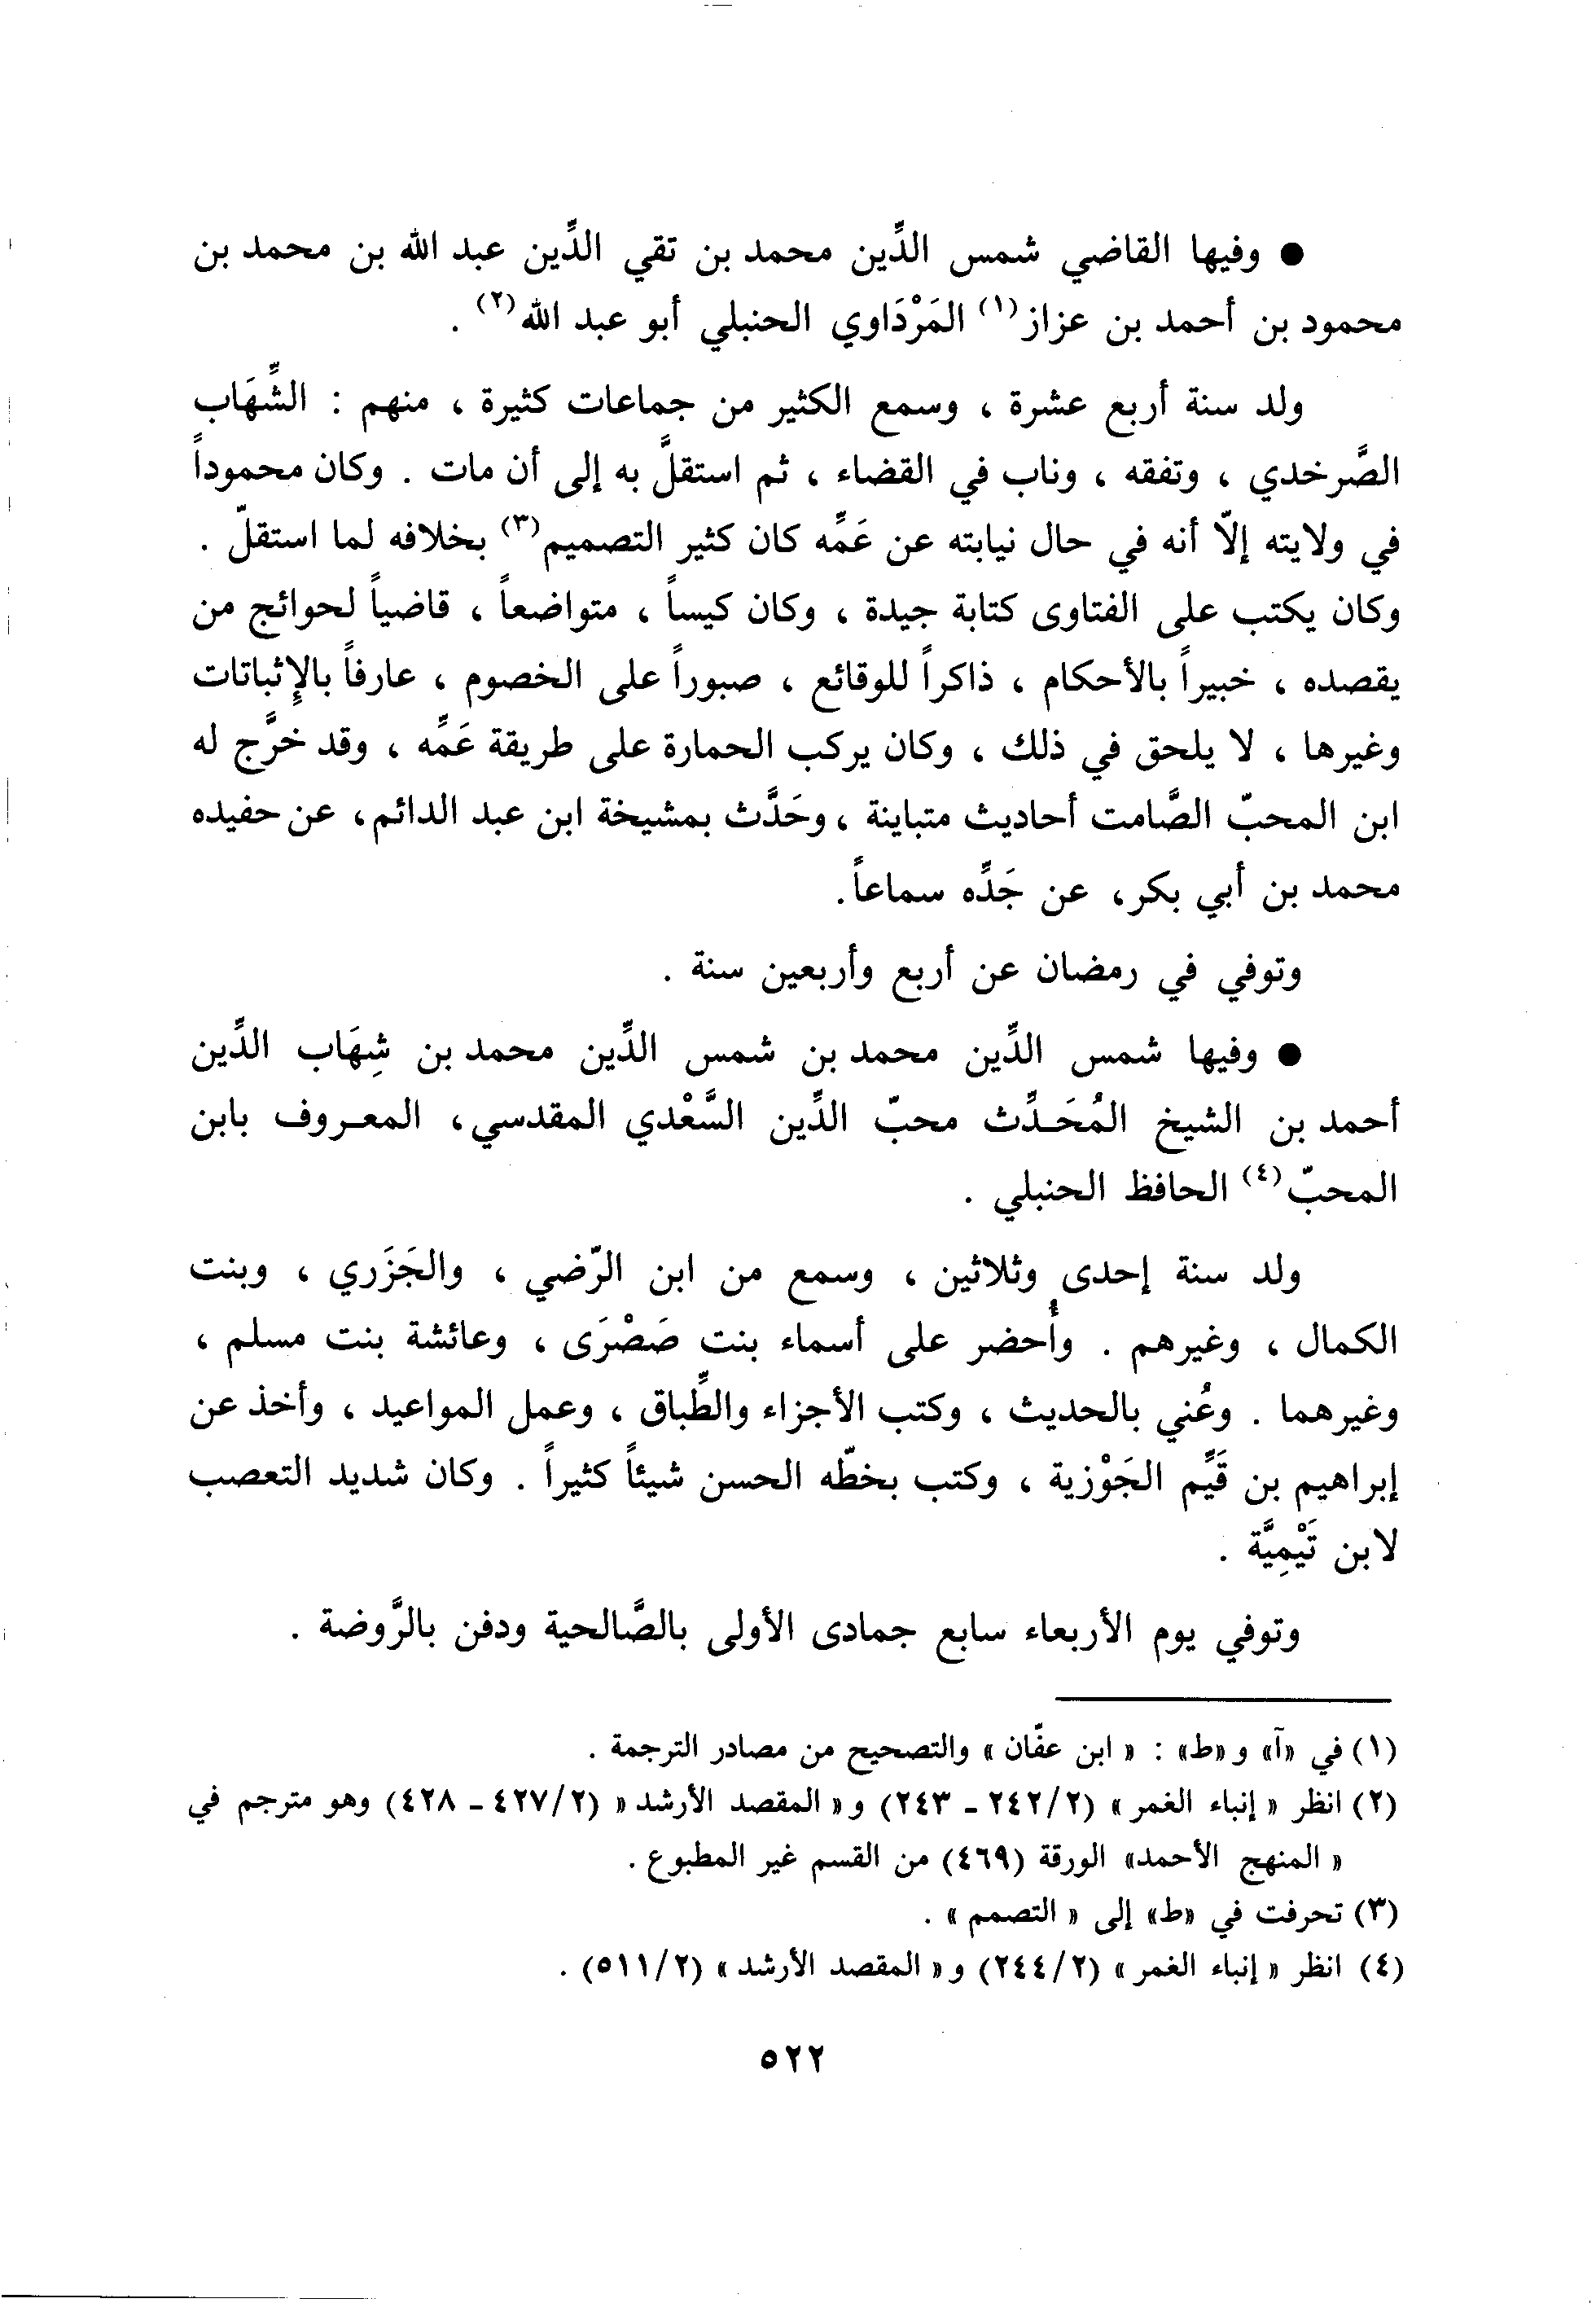 ● وفيها القاضي شمس الدِّين محمد بن تقي الدِّين عبد الله بن محمد بن
محمود بن أحمد بن عزاز(١) المَرْدَاوي الحنبلي أبو عبد الله(٢) .
ولد سنة أربع عشرة ، وسمع الكثير من جماعات كثيرة ، منهم : الشِّهَاب
الصَّرخدي ، وتفقه ، وناب في القضاء ، ثم استقلَّ به إلى أن مات . وكان محموداً
في ولايته إلّا أنه في حال نيابته عن عَمِّه كان كثير التصميم(٣) بخلافه لما استقلّ .
وكان يكتب على الفتاوى كتابة جيدة ، وكان كيساً ، متواضعاً ، قاضياً لحوائج من
يقصده ، خبيراً بالأحكام ، ذاكراً للوقائع ، صبوراً على الخصوم ، عارفاً بالإِثباتات
وغيرها ، لا يلحق في ذلك ، وكان يركب الحمارة على طريقة عَمِّه ، وقد خرَّج له
ابن المحبّ الصَّامت أحاديث متباينة ، وحَدَّث بمشيخة ابن عبد الدائم، عن حفيده
محمد بن أبي بكر، عن جَدِّه سماعاً.
وتوفي في رمضان عن أربع وأربعين سنة .
● وفيها شمس الدِّين محمد بن شمس الدِّين محمد بن شِهَاب الدِّين
أحمد بن الشيخ المُحَدِّث محبّ الدِّين السَّعْدي المقدسي، المعروف بابن
المحبّ(٤) الحافظ الحنبلي .
ولد سنة إحدى وثلاثين ، وسمع من ابن الرّضي ، والجَزَري ، وبنت
الكمال ، وغيرهم . وأُحضر على أسماء بنت صَصْرَى ، وعائشة بنت مسلم ،
وغيرهما . وعُني بالحديث ، وكتب الأجزاء والطِّباق ، وعمل المواعيد ، وأخذ عن
إبراهيم بن قَيِّم الجَوْزية ، وكتب بخطّه الحسن شيئاً كثيراً . وكان شديد التعصب
لابن تَيْمِيَّة .
وتوفي يوم الأربعاء سابع جمادى الأولى بالصَّالحية ودفن بالرَّوضة .
(١) في «آ» و «ط» : « ابن عفّان » والتصحيح من مصادر الترجمة .
(٢) انظر « إنباء الغمر » (٢/ ٢٤٢ ـ ٢٤٣) و « المقصد الأرشد » (٢/ ٤٢٧ ـ ٤٢٨) وهو مترجم في
« المنهج الأحمد» الورقة (٤٦٩) من القسم غير المطبوع .
(٣) تحرفت في «ط» إلى « التصمم » .
(٤) انظر « إنباء الغمر » (٢/ ٢٤٤) و « المقصد الأرشد » (٢/ ٥١١) .
٥٢٢